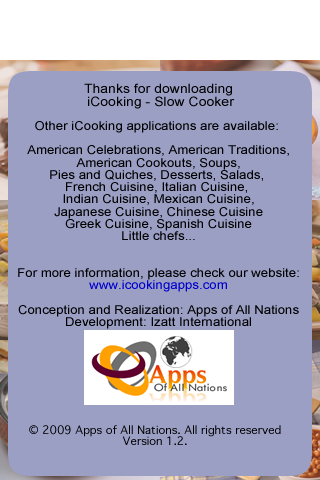 Thanks for downloading
iCooking - Slow Cooker
Other iCooking applications are available:
American Celebrations, American Traditions,
American Cookouts, Soups,
Pies and Quiches, Desserts, Salads,
French Cuisine, Italian Cuisine,
Indian Cuisine, Mexican Cuisine,
Japanese Cuisine, Chinese Cuisine
Greek Cuisine, Spanish Cuisine
Little chefs...
For more information, please check our website:
www.icookingapps.com
Conception and Realization: Apps of All Nations
Development: Izatt International
Apps
Of All Nations
© 2009 Apps of All Nations. All rights reserved
Version 1.2.